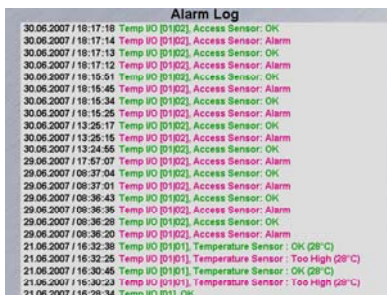 Alarm Log
30.06.2007 / 18:17:18 Temp I/O [01|02], Access Sensor: OK
30.06.2007 / 18:17:14 Temp I/O [01|02], Access Sensor: Alarm
30.06.2007 / 18:17:13 Temp I/O [01|02], Access Sensor: OK
30.06.2007 / 18:17:12 Temp I/O [01|02], Access Sensor: Alarm
30.06.2007 / 18:15:51 Temp I/O [01|02], Access Sensor: OK
30.06.2007 / 18:15:45 Temp I/O [01|02], Access Sensor: Alarm
30.06.2007 / 18:15:34 Temp I/O [01|02], Access Sensor: OK
30.06.2007 / 18:15:25 Temp I/O [01|02], Access Sensor: Alarm
30.06.2007 / 13:25:17 Temp I/O [01|02], Access Sensor: OK
30.06.2007 / 13:25:15 Temp I/O [01|02], Access Sensor: Alarm
30.06.2007 / 13:24:55 Temp I/O [01|02], Access Sensor: OK
29.06.2007 / 17:57:07 Temp I/O [01|02], Access Sensor: Alarm
29.06.2007 / 08:37:04 Temp I/O [01|02], Access Sensor: OK
29.06.2007 / 08:37:01 Temp I/O [01|02], Access Sensor: Alarm
29.06.2007 / 08:36:43 Temp I/O [01|02], Access Sensor: OK
29.06.2007 / 08:36:35 Temp I/O [01|02], Access Sensor: Alarm
29.06.2007 / 08:36:28 Temp I/O [01|02], Access Sensor: OK
29.06.2007 / 08:36:20 Temp I/O [01|02], Access Sensor: Alarm
21.06.2007 / 16:32:38 Temp I/O [01|01], Temperature Sensor : OK (28°C)
21.06.2007 / 16:32:25 Temp I/O [01|01], Temperature Sensor : Too High (28°C)
21.06.2007 / 16:30:45 Temp I/O [01|01], Temperature Sensor : OK (28°C)
21.06.2007 / 16:30:23 Temp I/O [01|01], Temperature Sensor : Too High (28°C)
21.06.2007 / 16:28:34 Temp I/O [01], OK